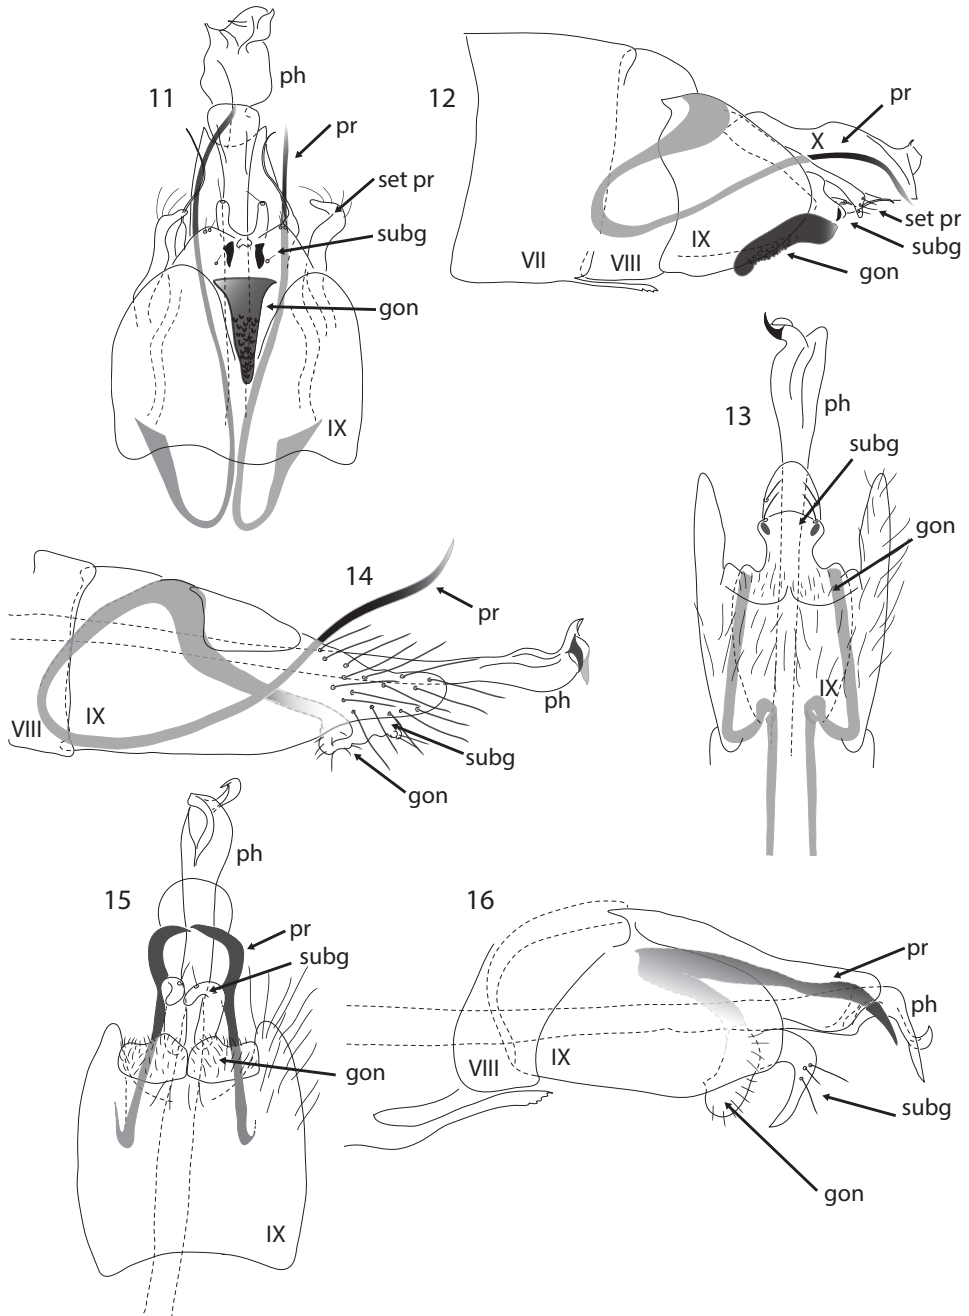 ph
11
pr
set pr
subg
gon
IX
12
pr
X
set pr
subg
IX
gon
VII
VIII
13
ph
subg
gon
IX
14
pr
ph
VIII
IX
subg
gon
15
ph
pr
subg
gon
IX
16
pr
ph
VIII
IX
subg
gon